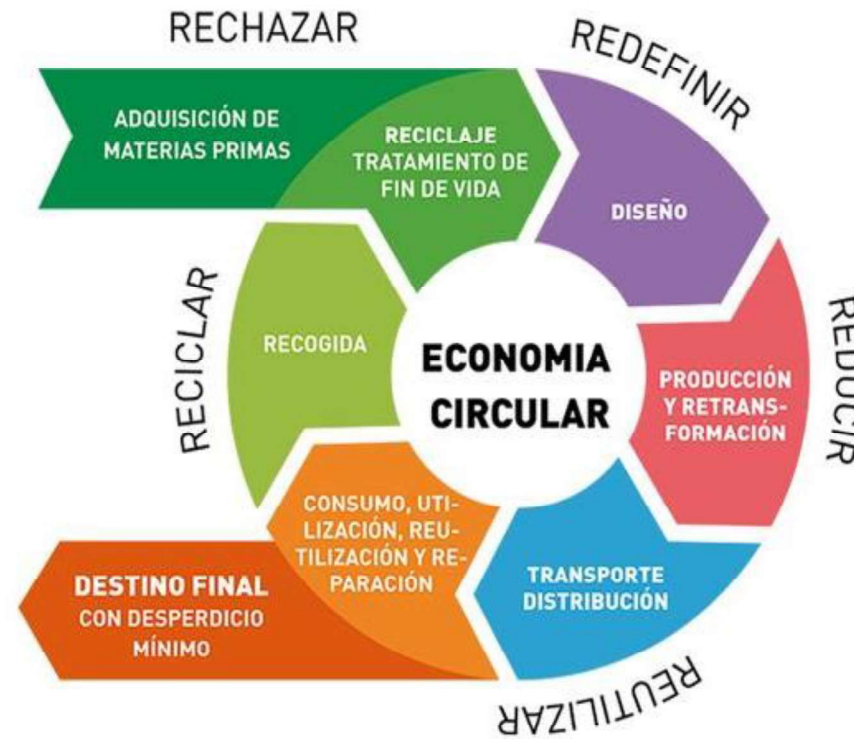 RECHAZAR
REDEFINIR
ADQUISICIÓN DE
MATERIAS PRIMAS
RECICLAJE
TRATAMIENTO DE
FIN DE VIDA
DISEÑO
REDUCIR
PRODUCCIÓN
Y RETRANS-
FORMACIÓN
ECONOMIA
CIRCULAR
RECICLAR
RECOGIDA
CONSUMO, UTI-
LIZACIÓN, REU-
TILIZACIÓN Y RE-
PARACIÓN
TRANSPORTE
DISTRIBUCIÓN
REUTILIZAR
DESTINO FINAL
CON DESPERDICIO
MÍNIMO